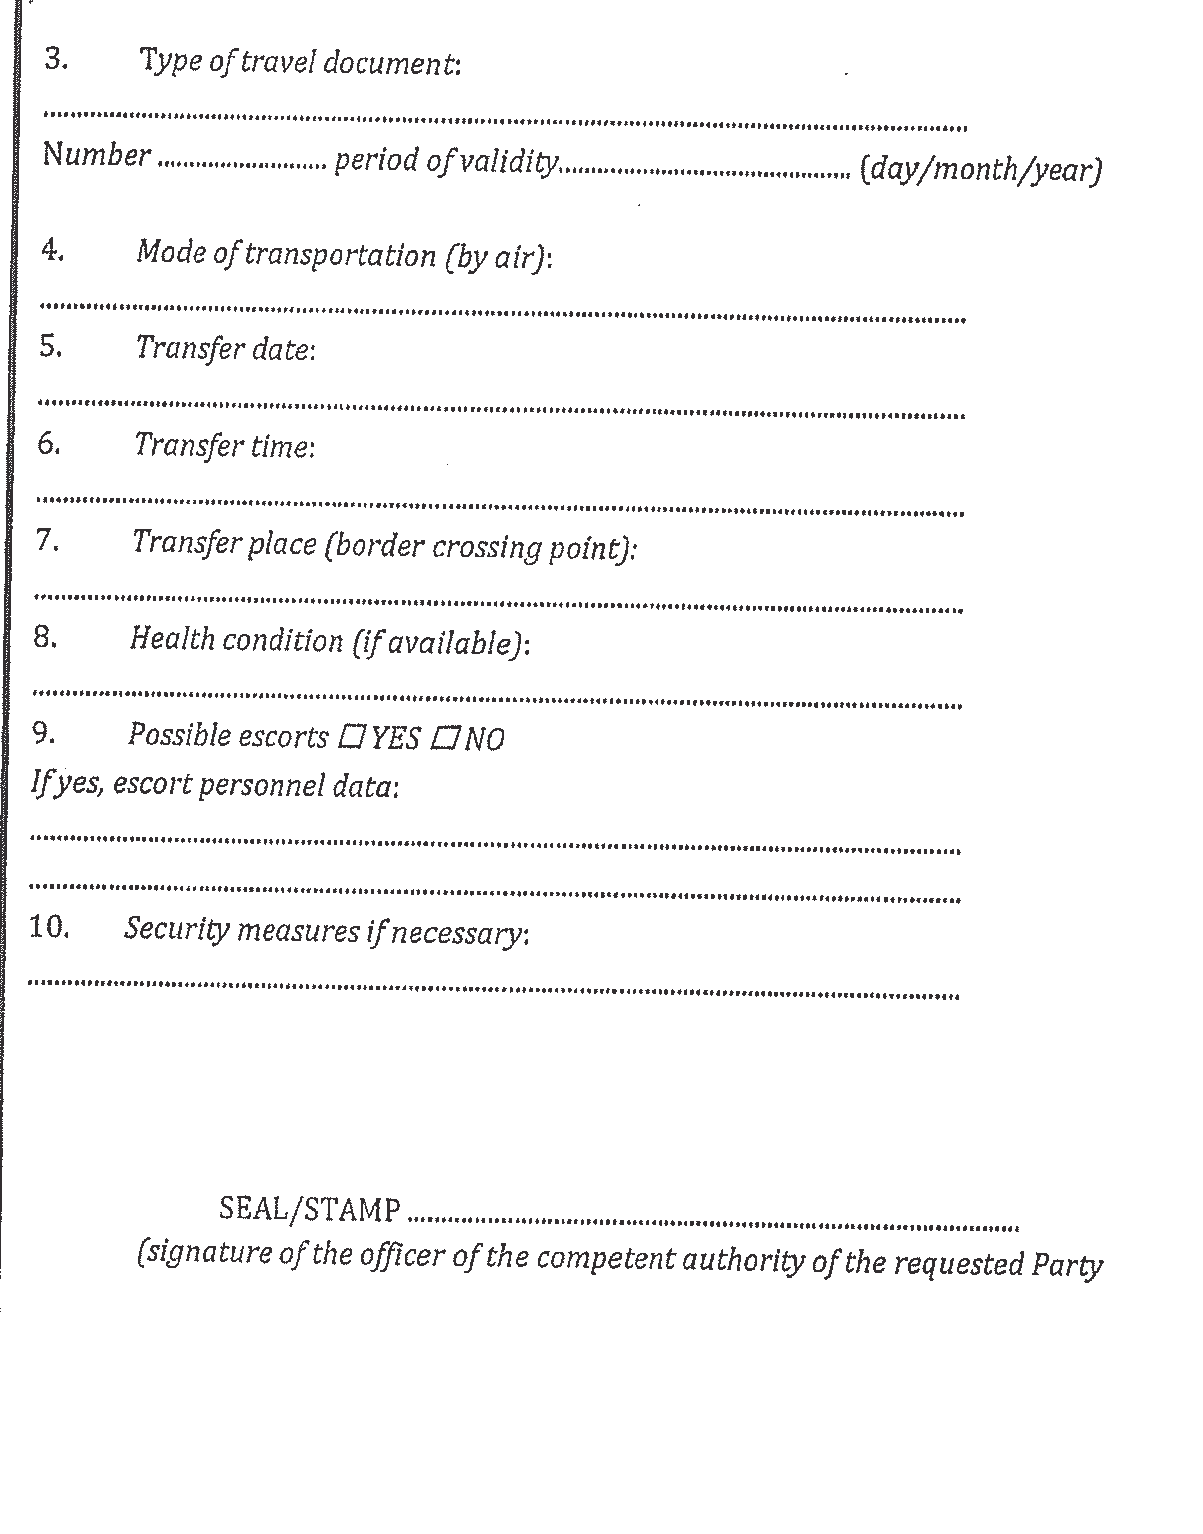 3. Type of travel document:
..........................................................................................
Number ........................ period of validity.......................................... (day/month/year)
4. Mode of transportation (by air):
..........................................................................................
5. Transfer date:
..........................................................................................
6. Transfer time:
..........................................................................................
7. Transfer place (border crossing point):
..........................................................................................
8. Health condition (if available):
..........................................................................................
9. Possible escorts ☐ YES ☐ NO
If yes, escort personnel data:
..........................................................................................
..........................................................................................
10. Security measures if necessary:
..........................................................................................
SEAL/STAMP ..........................................................................................
(signature of the officer of the competent authority of the requested Party